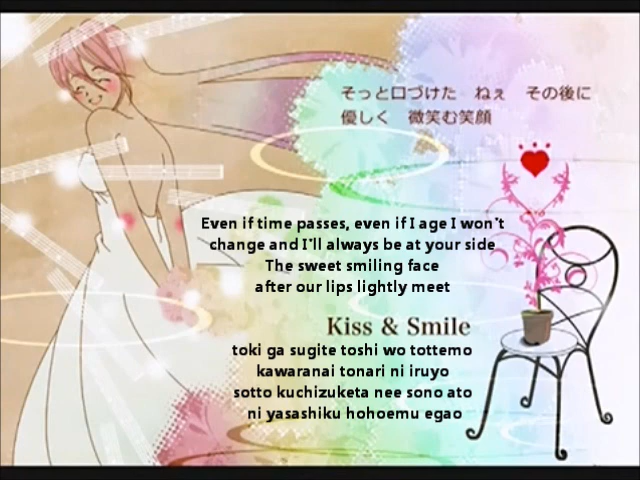 そっと口づけた　ねぇ　その後に
優しく　微笑む笑顔
Even if time passes, even if I age I won't
change and I'll always be at your side
The sweet smiling face
after our lips lightly meet
Kiss & Smile
toki ga sugite toshi wo tottemo
kawaranai tonari ni iruyo
sotto kuchizuketa nee sono ato
ni yasashiku hohoemu egao